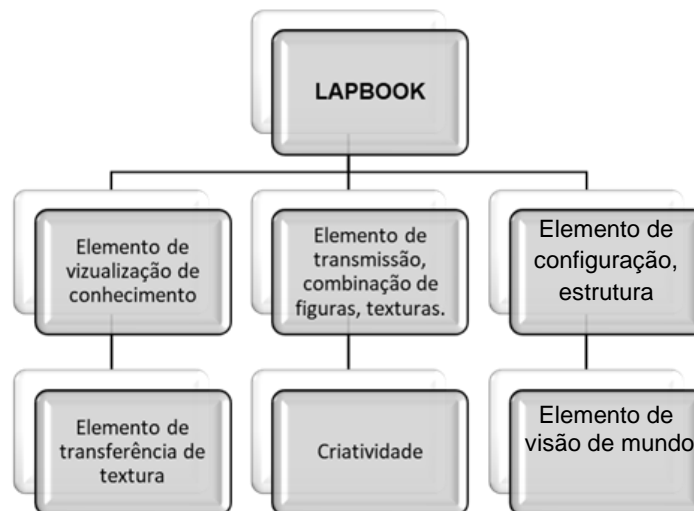 LAPBOOK
Elemento de
vizualização de
conhecimento
Elemento de
transmissão,
combinação de
figuras, texturas.
Elemento de
configuração,
estrutura
Elemento de
transferência de
textura
Criatividade
Elemento de
visão de mundo